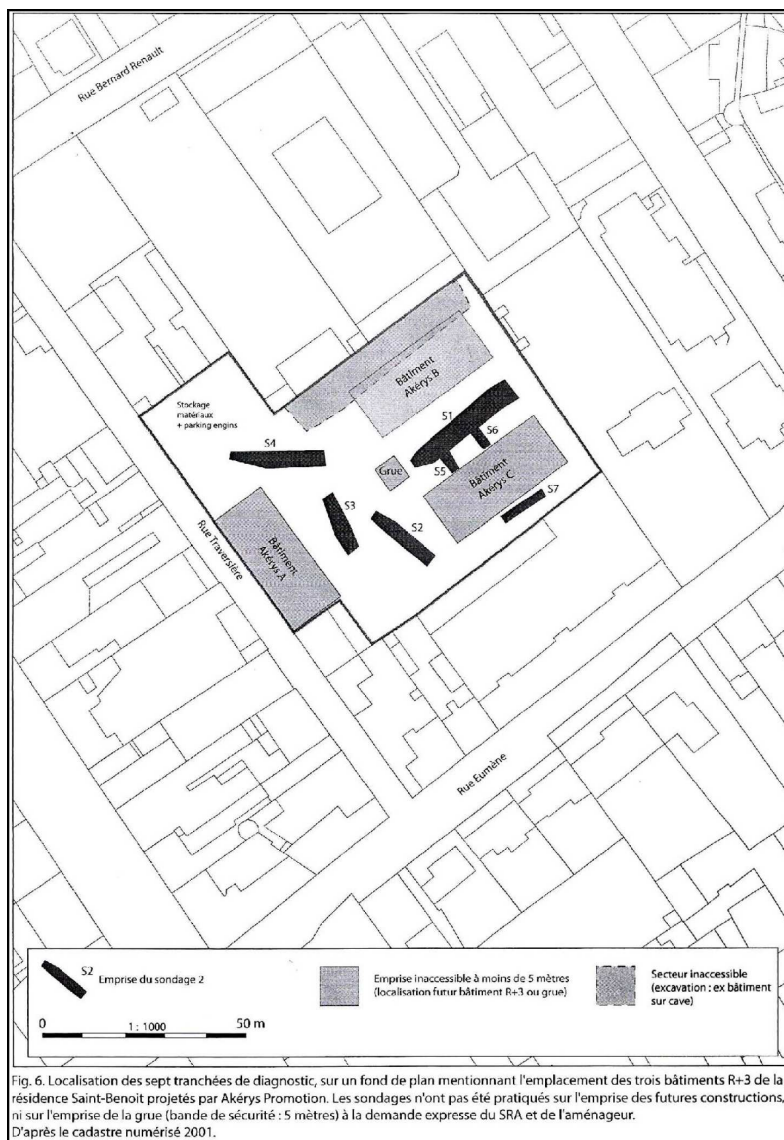 Rue Bernard Renault
Bâtiment
Akérys B
Stockage
matériaux
+ parking engins
S1
S6
S4
Grue
S5
Bâtiment
Akérys C
S7
S3
S2
Rue Traversière
Bâtiment
Akérys A
Rue Eumène
S2
Emprise du sondage 2
Emprise inaccessible à moins de 5 mètres
(localisation futur bâtiment R+3 ou grue)
Secteur inaccessible
(excavation : ex bâtiment
sur cave)
0 1 : 1000 50 m
Fig. 6. Localisation des sept tranchées de diagnostic, sur un fond de plan mentionnant l'emplacement des trois bâtiments R+3 de la
résidence Saint-Benoit projetés par Akérys Promotion. Les sondages n'ont pas été pratiqués sur l'emprise des futures constructions,
ni sur l'emprise de la grue (bande de sécurité : 5 mètres) à la demande expresse du SRA et de l'aménageur.
D'après le cadastre numérisé 2001.